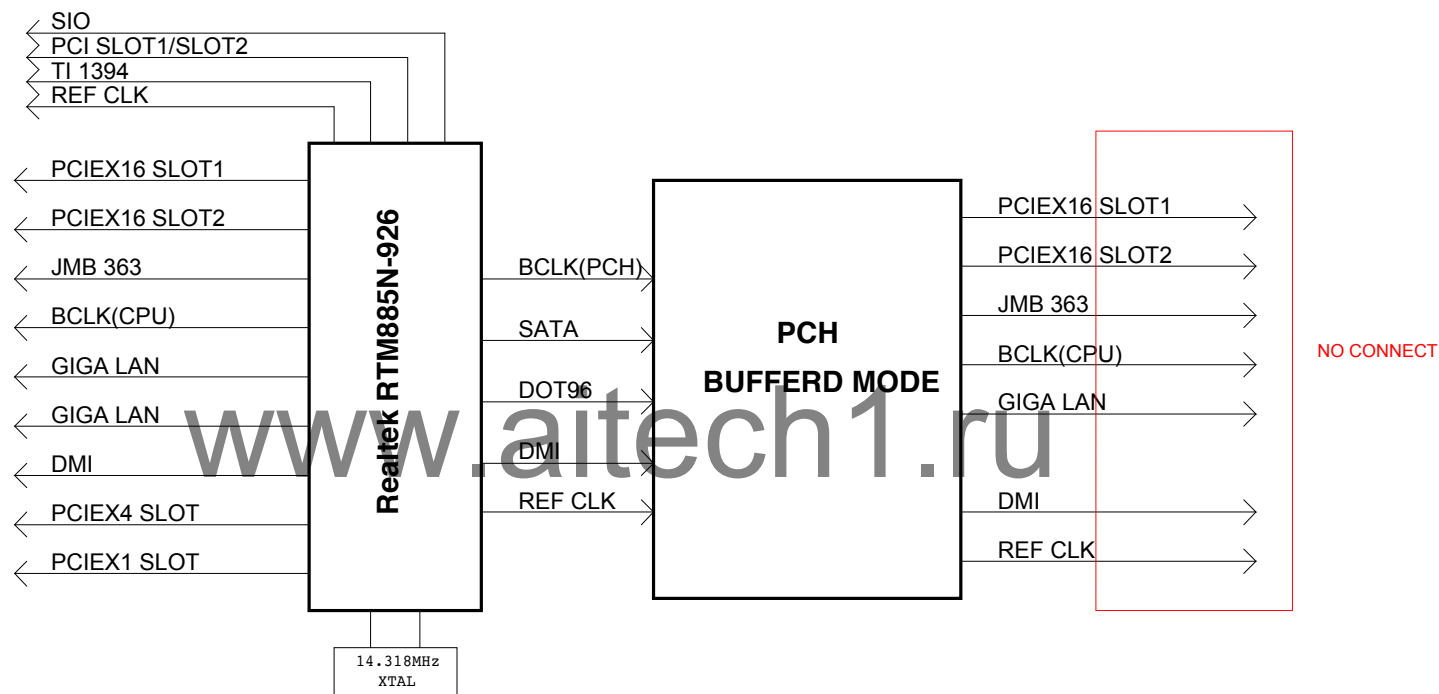 SIO
PCI SLOT1/SLOT2
TI 1394
REF CLK
PCIEX16 SLOT1
PCIEX16 SLOT2
JMB 363
BCLK(CPU)
GIGA LAN
GIGA LAN
DMI
PCIEX4 SLOT
PCIEX1 SLOT
Realtek RTM885N-926
14.318MHz
XTAL
BCLK(PCH)
SATA
DOT96
DMI
REF CLK
PCH
BUFFERD MODE
PCIEX16 SLOT1
PCIEX16 SLOT2
JMB 363
BCLK(CPU)
GIGA LAN
DMI
REF CLK
NO CONNECT
www.aitech1.ru